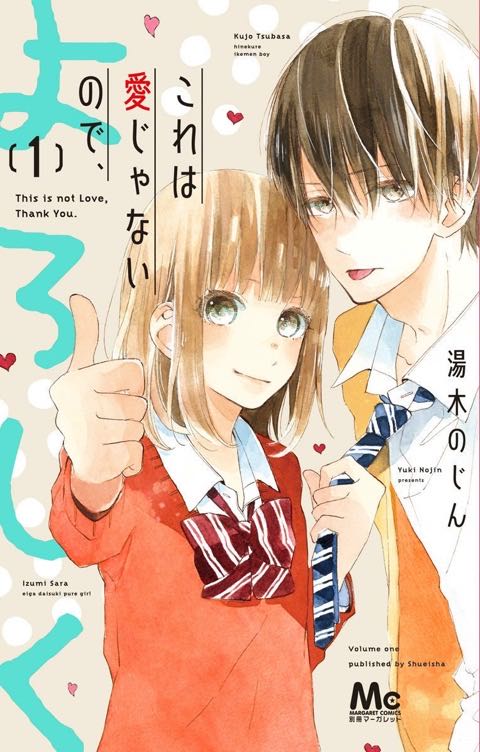 Kujo Tsubasa
hinekure
ikemen boy
これは
愛じゃない
ので、
よろしく
(1)
This is not Love,
Thank You.
湯木のじん
Yuki Nojin
presents
Izumi Sara
eiga daisuki pure girl
Volume one
published by Shueisha
Mc
MARGARET COMICS
別冊マーガレット